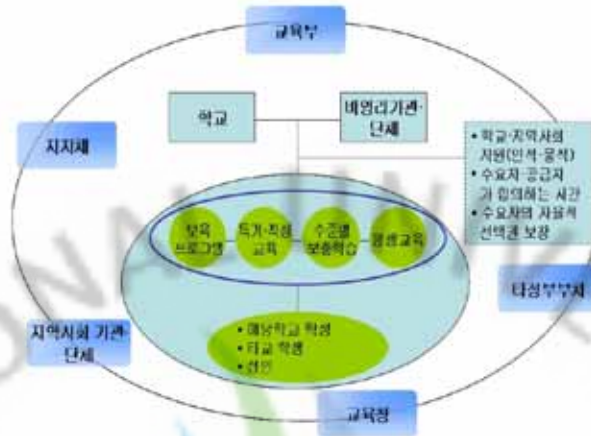 교육부
지자체
학교
비영리기관·
단체
• 학교·지역사회
자원(인적·물적)
• 수요자·공급자
가 합의하는 시간
• 수요자의 자율적
선택권 보장
보육
프로그램
특기·적성
교육
수준별
보충학습
평생교육
타정부부처
지역사회 기관·
단체
• 해당학교 학생
• 타교 학생
• 성인
교육청